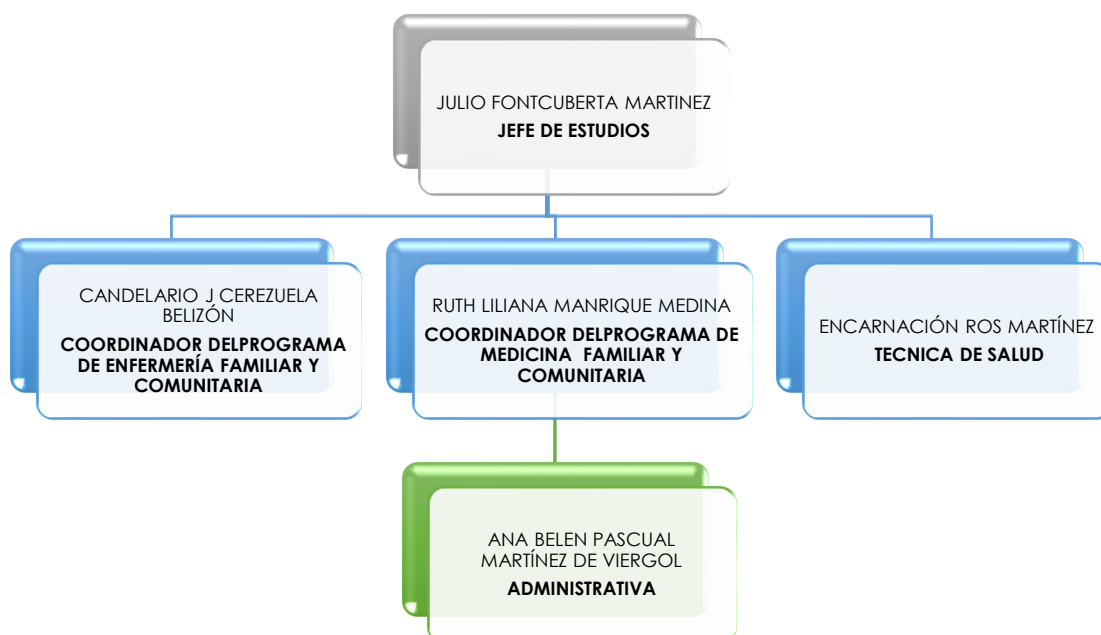 JULIO FONTCUBERTA MARTINEZ
JEFE DE ESTUDIOS
CANDELARIO J CEREZUELA
BELIZÓN
COORDINADOR DELPROGRAMA
DE ENFERMERÍA FAMILIAR Y
COMUNITARIA
RUTH LILIANA MANRIQUE MEDINA
COORDINADOR DELPROGRAMA DE
MEDICINA FAMILIAR Y
COMUNITARIA
ENCARNACIÓN ROS MARTÍNEZ
TECNICA DE SALUD
ANA BELEN PASCUAL
MARTÍNEZ DE VIERGOL
ADMINISTRATIVA